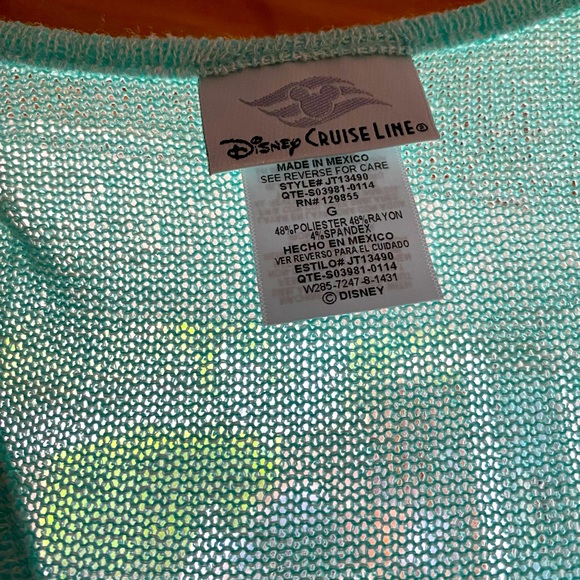 Disney CRUISE LINE®
MADE IN MEXICO
SEE REVERSE FOR CARE
STYLE# JT13490
QTE-S03981-0114
RN# 129855
G
48%POLIESTER 48%RAYON
4%SPANDEX
HECHO EN MEXICO
VER REVERSO PARA EL CUIDADO
ESTILO# JT13490
QTE-S03981-0114
W285-7247-8-1431
© DISNEY